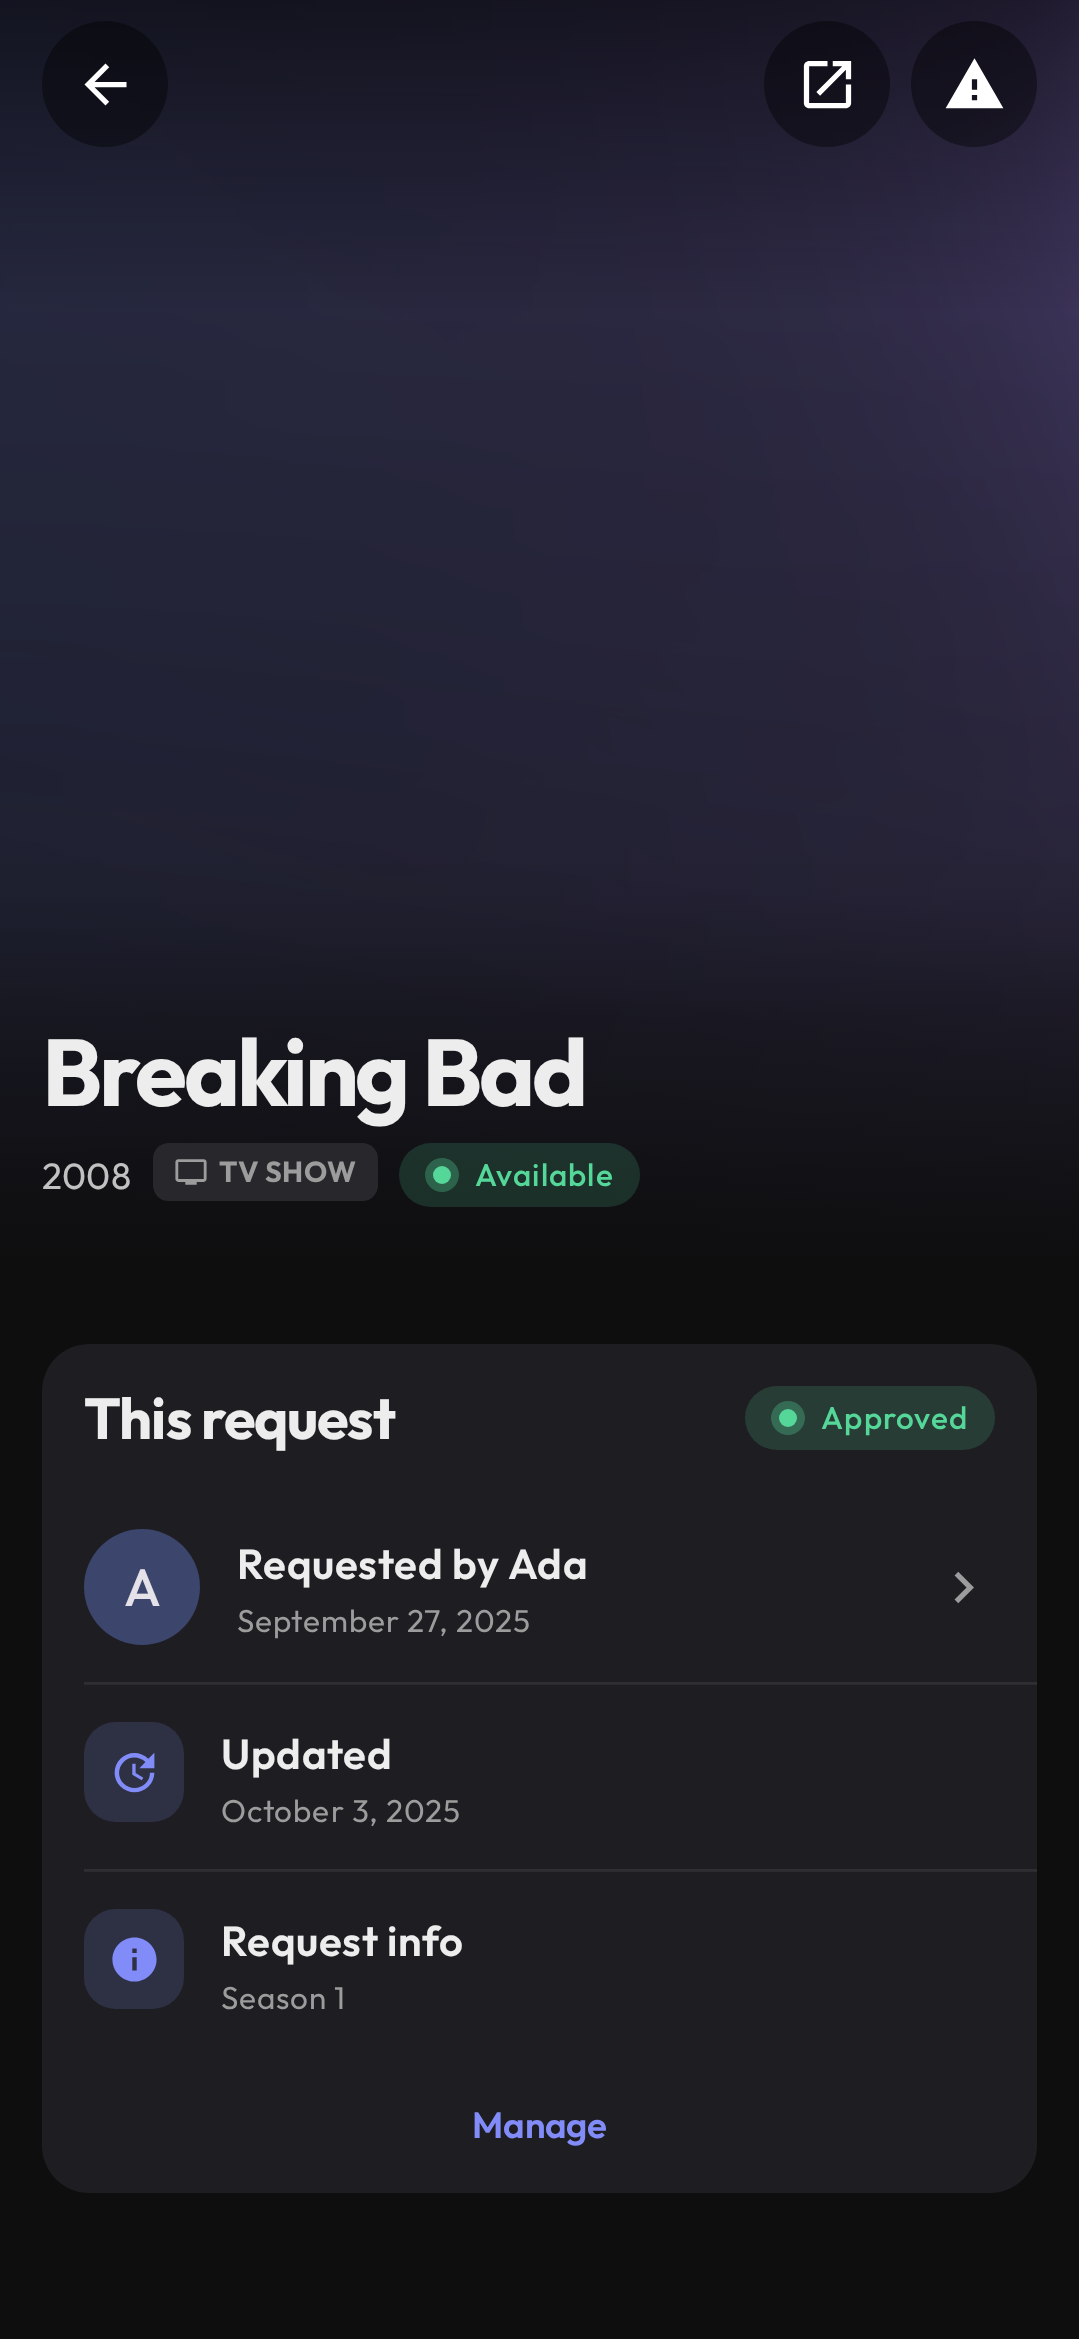 Breaking Bad
2008
TV SHOW
Available
This request
Approved
A
Requested by Ada
September 27, 2025
Updated
October 3, 2025
Request info
Season 1
Manage